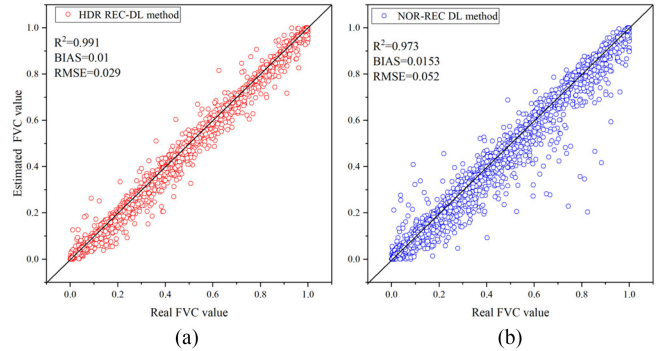 HDR REC-DL method
R²=0.991
BIAS=0.01
RMSE=0.029
Estimated FVC value
1.0
0.8
0.6
0.4
0.2
0.0
0.0 0.2 0.4 0.6 0.8 1.0
Real FVC value
(a)
NOR-REC DL method
R²=0.973
BIAS=0.0153
RMSE=0.052
1.0
0.8
0.6
0.4
0.2
0.0
0.0 0.2 0.4 0.6 0.8 1.0
Real FVC value
(b)